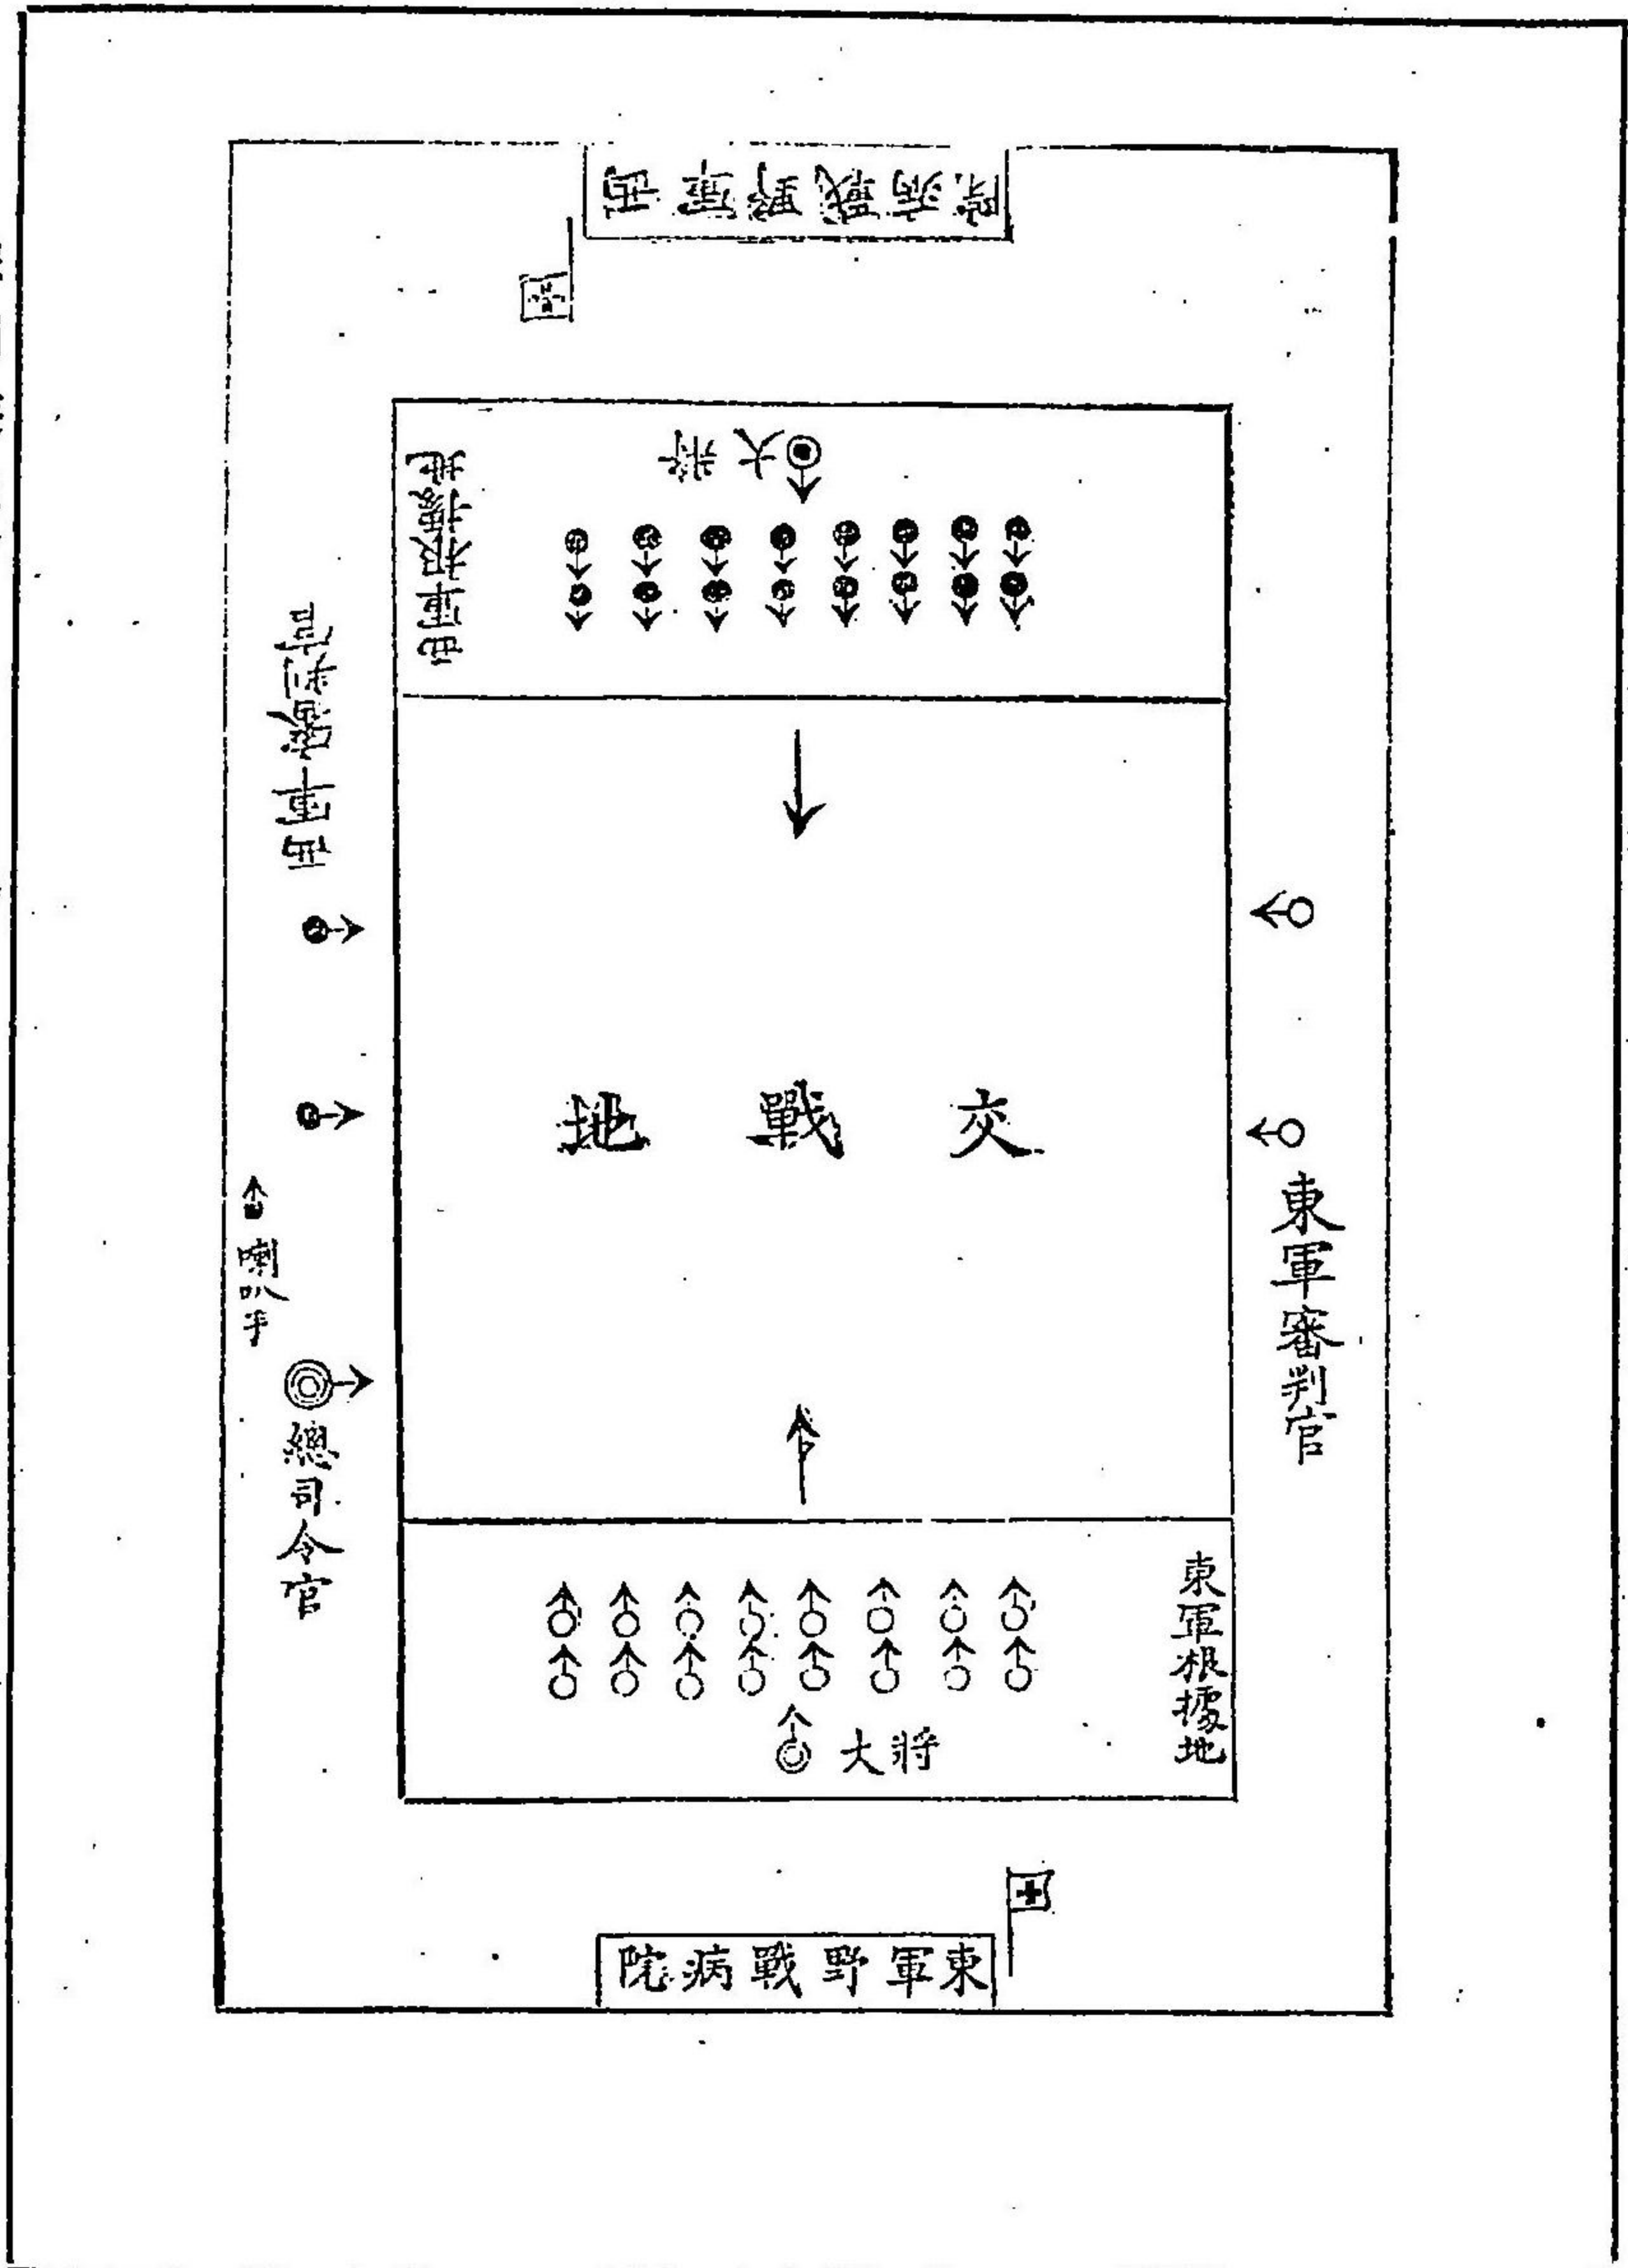 西軍野戰病院
大將
西軍根據地
西軍審判官
交戰地
喇叭手
總司令官
東軍審判官
東軍根據地
大將
東軍野戰病院